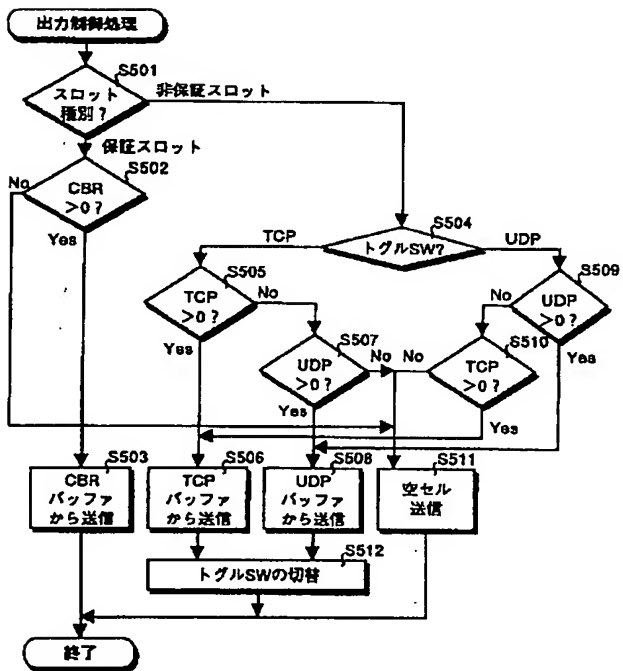 出力制御処理
S501
スロット
種別?
非保証スロット
保証スロット
S502
No
CBR
>0?
Yes
S504
トグルSW?
TCP
UDP
S505
TCP
>0?
No
Yes
S509
UDP
>0?
No
Yes
S507
UDP
>0?
No
Yes
S510
TCP
>0?
No
Yes
S503
CBR
バッファ
から送信
S506
TCP
バッファ
から送信
S508
UDP
バッファ
から送信
S511
空セル
送信
S512
トグルSWの切替
終了